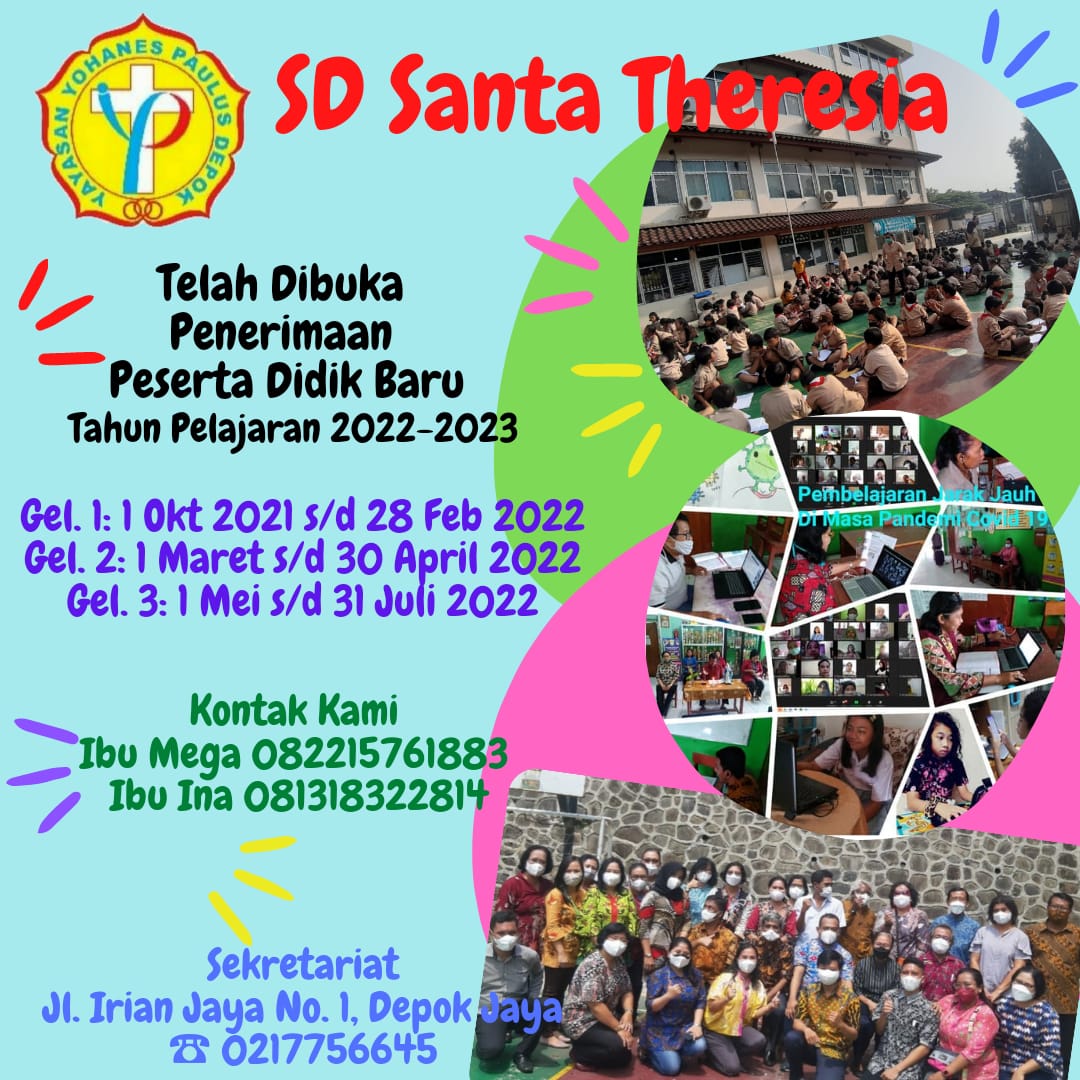 YAYASAN YOHANES PAULUS DEPOK
SD Santa Theresia
Telah Dibuka
Penerimaan
Peserta Didik Baru
Tahun Pelajaran 2022-2023
Gel. 1: 1 Okt 2021 s/d 28 Feb 2022
Gel. 2: 1 Maret s/d 30 April 2022
Gel. 3: 1 Mei s/d 31 Juli 2022
Pembelajaran Jarak Jauh
Di Masa Pandemi Covid 19
Kontak Kami
Ibu Mega 082215761883
Ibu Ina 081318322814
Sekretariat
Jl. Irian Jaya No. 1, Depok Jaya
☎ 0217756645